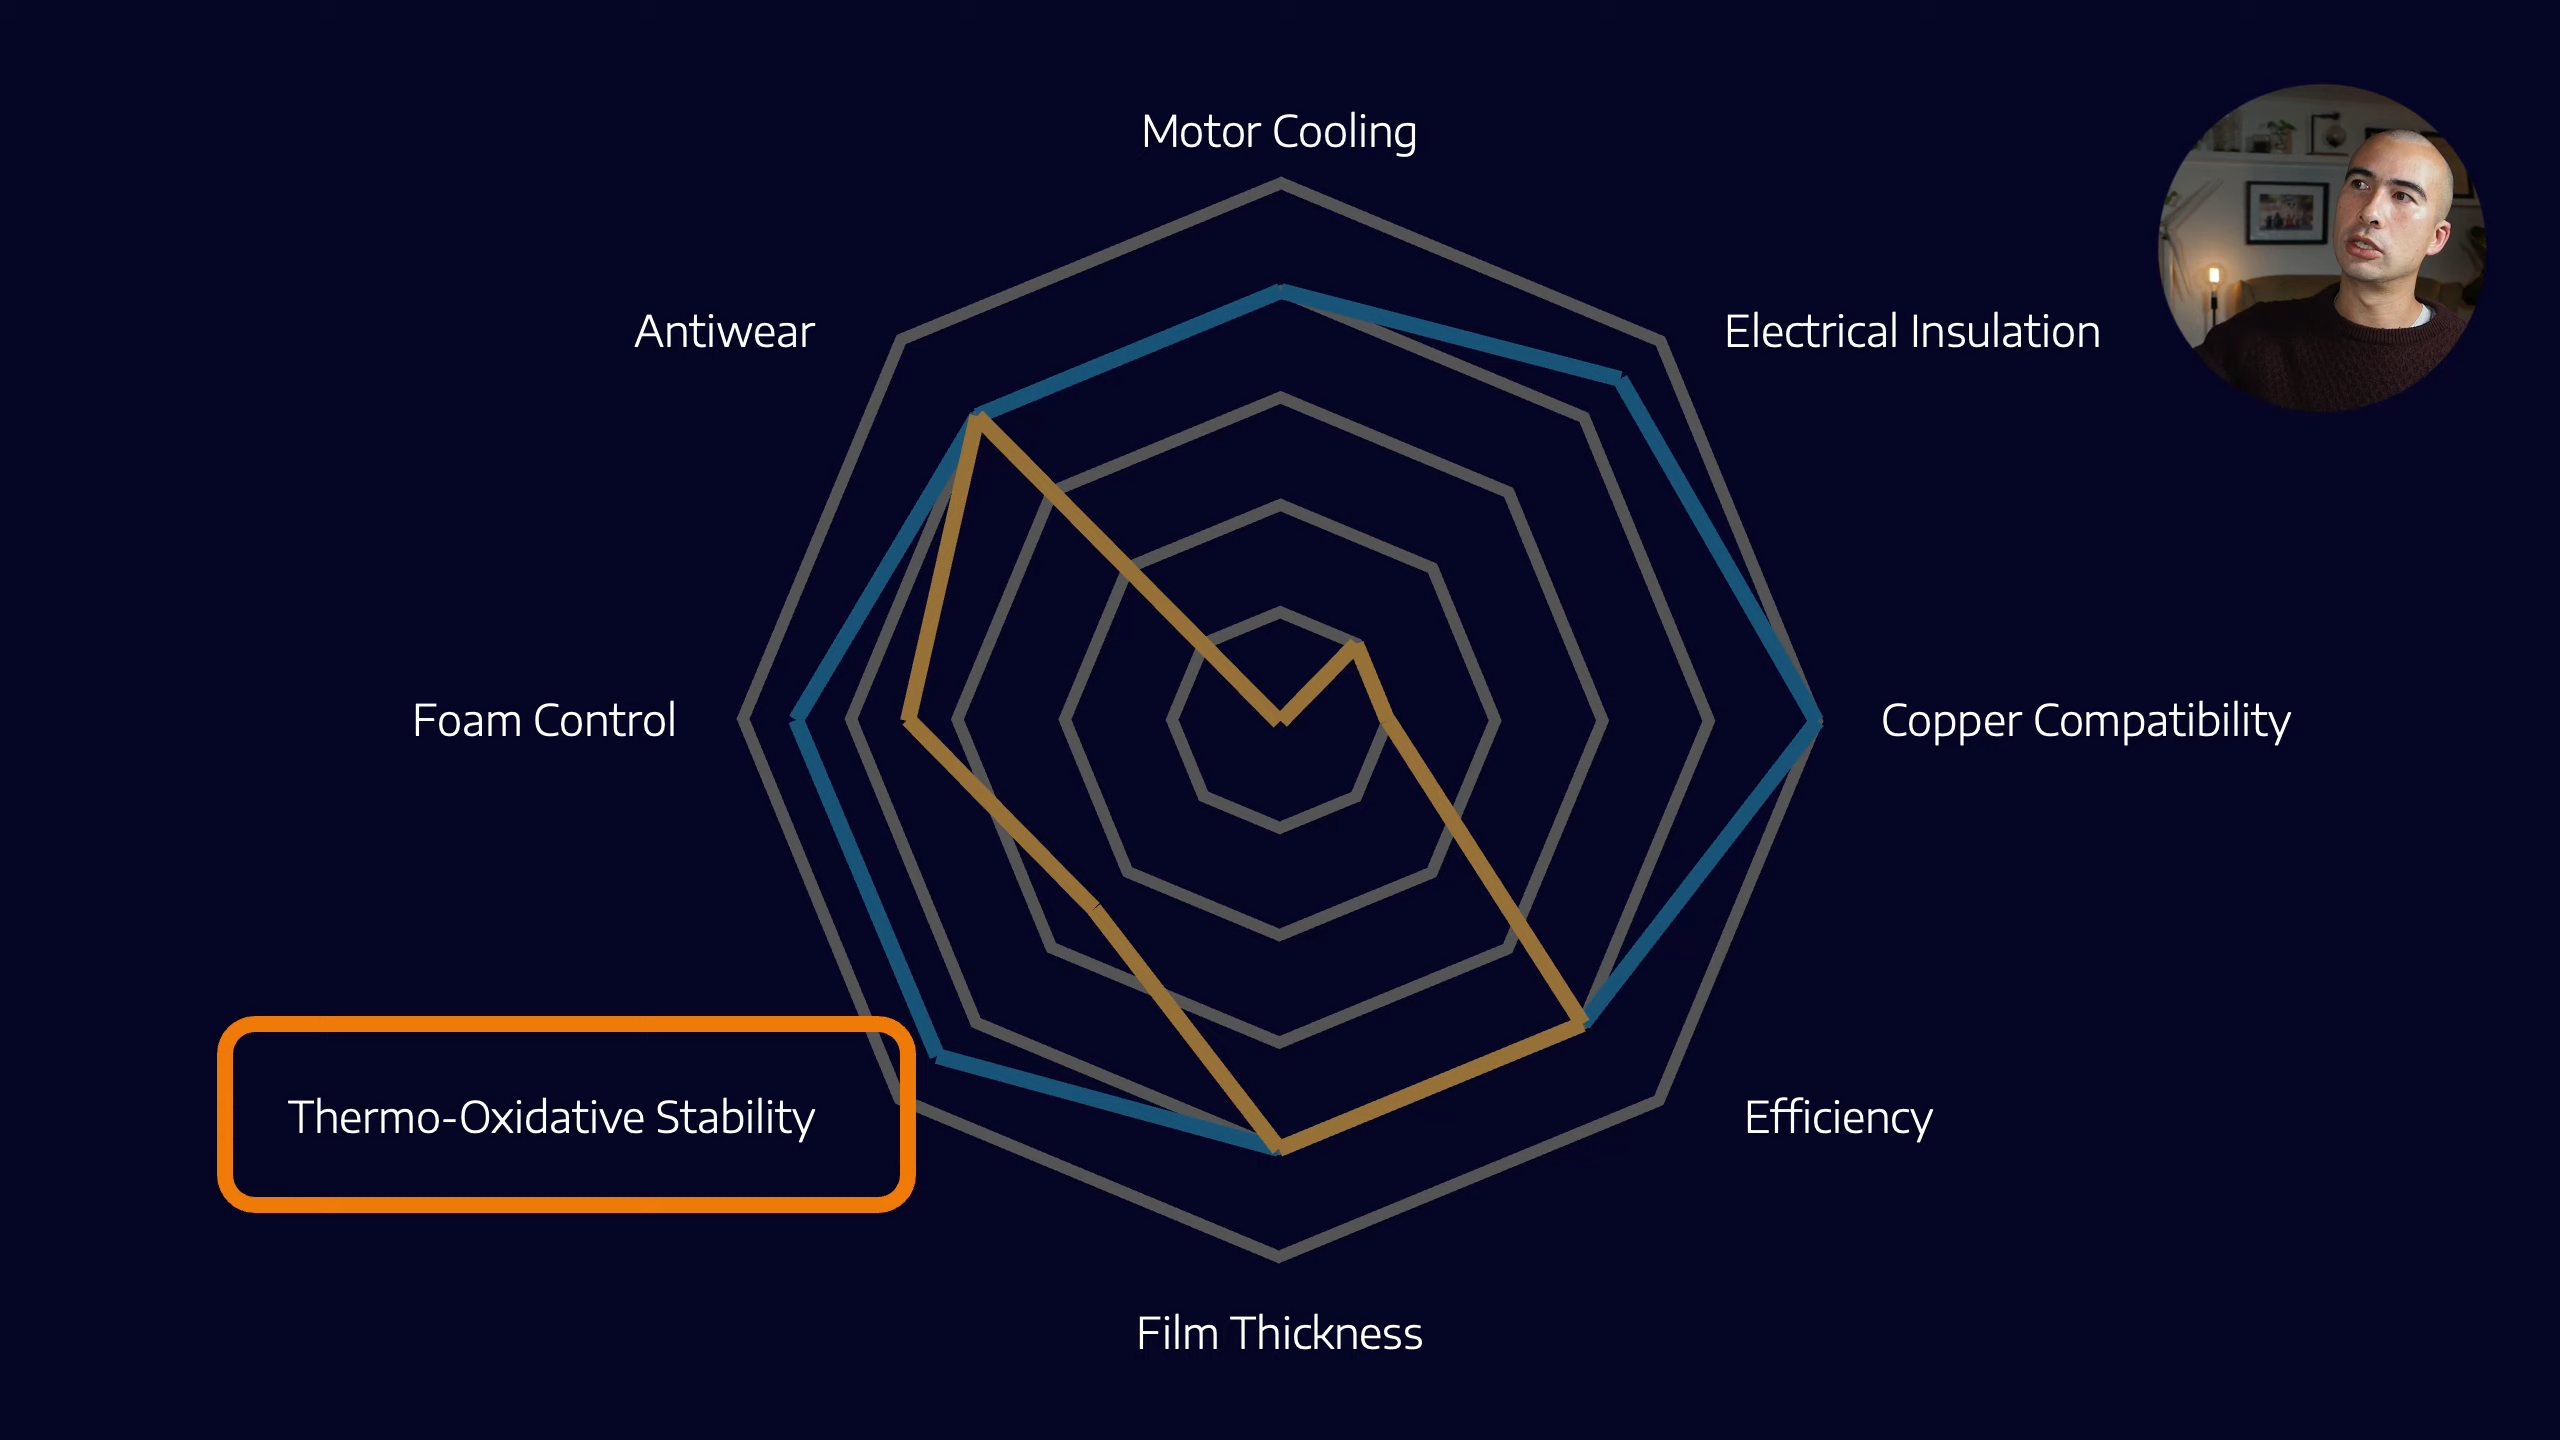 Motor Cooling
Antiwear
Electrical Insulation
Foam Control
Copper Compatibility
Thermo-Oxidative Stability
Efficiency
Film Thickness